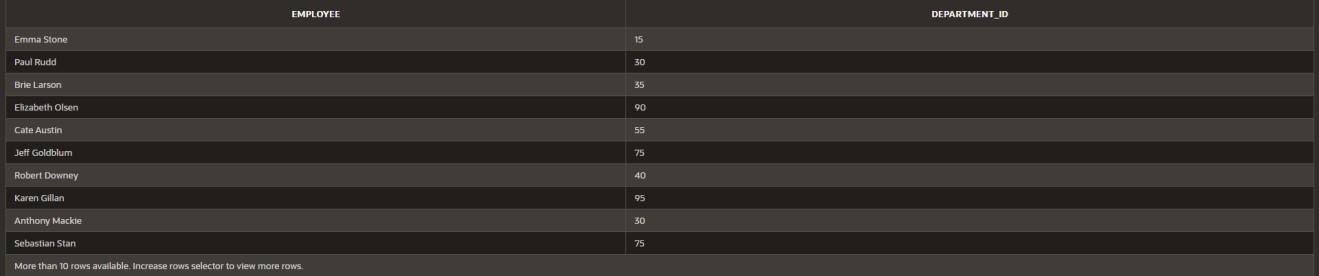 EMPLOYEE DEPARTMENT_ID
Emma Stone 15
Paul Rudd 30
Brie Larson 35
Elizabeth Olsen 90
Cate Austin 55
Jeff Goldblum 75
Robert Downey 40
Karen Gillan 95
Anthony Mackie 30
Sebastian Stan 75
More than 10 rows available. Increase rows selector to view more rows.